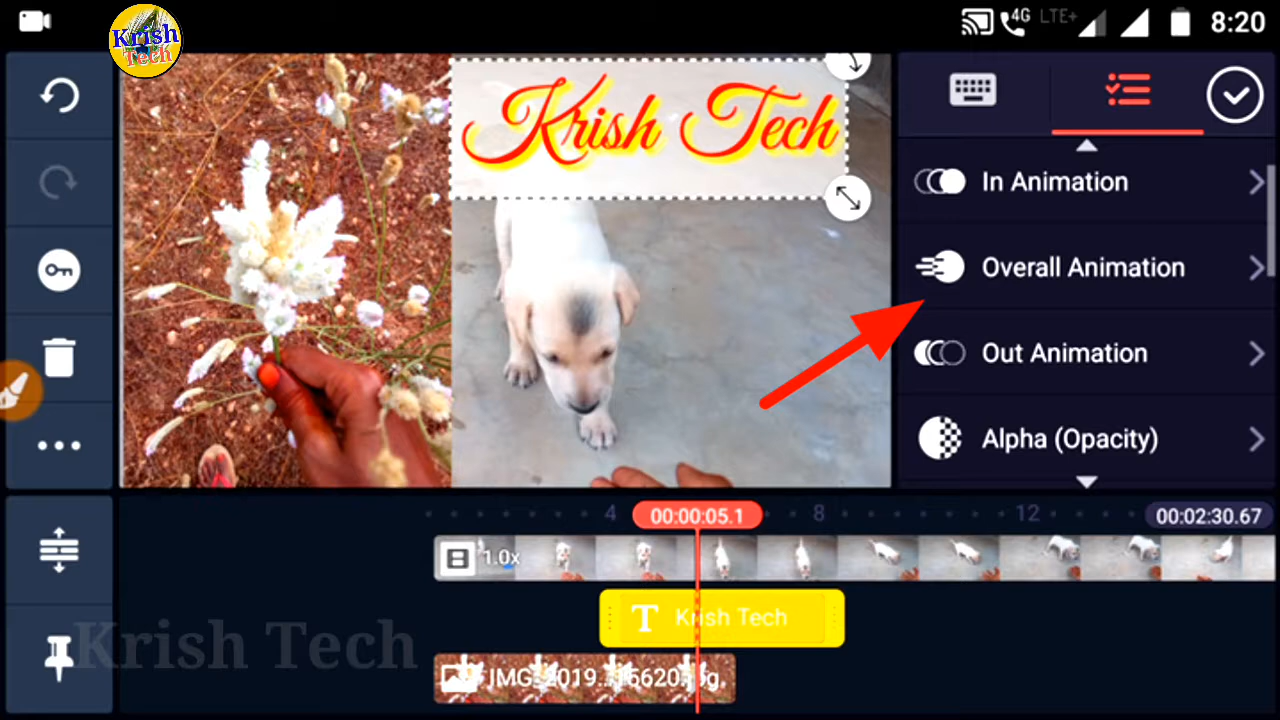 Krish
Tech
4G LTE+ 8:20
Krish Tech
In Animation
Overall Animation
Out Animation
Alpha (Opacity)
4 00:00:05.1 8 12 00:02:30.67
1.0x
T Krish Tech
Krish Tech